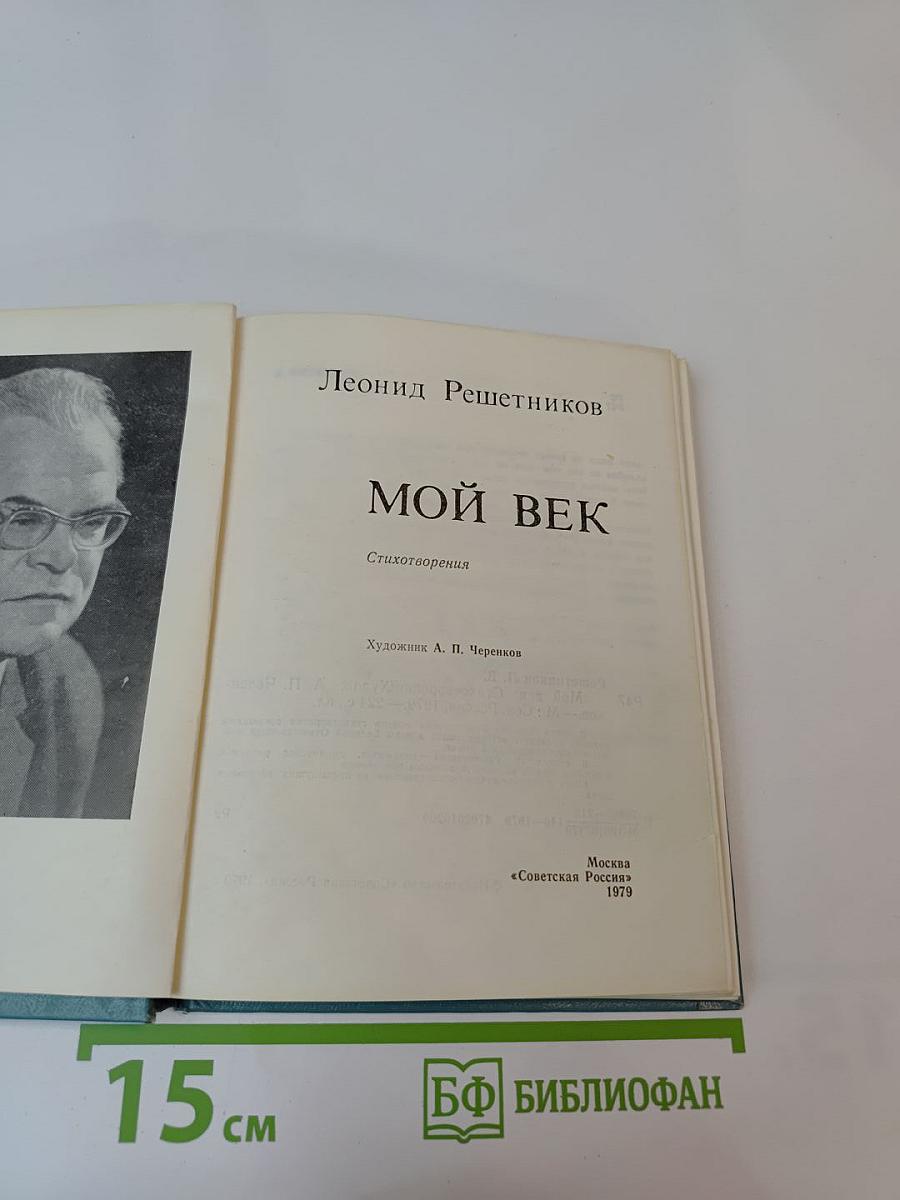 Леонид Решетников
МОЙ ВЕК
Стихотворения
Художник А. П. Черенков
Москва
«Советская Россия»
1979
15 см
БФ БИБЛИОФАН